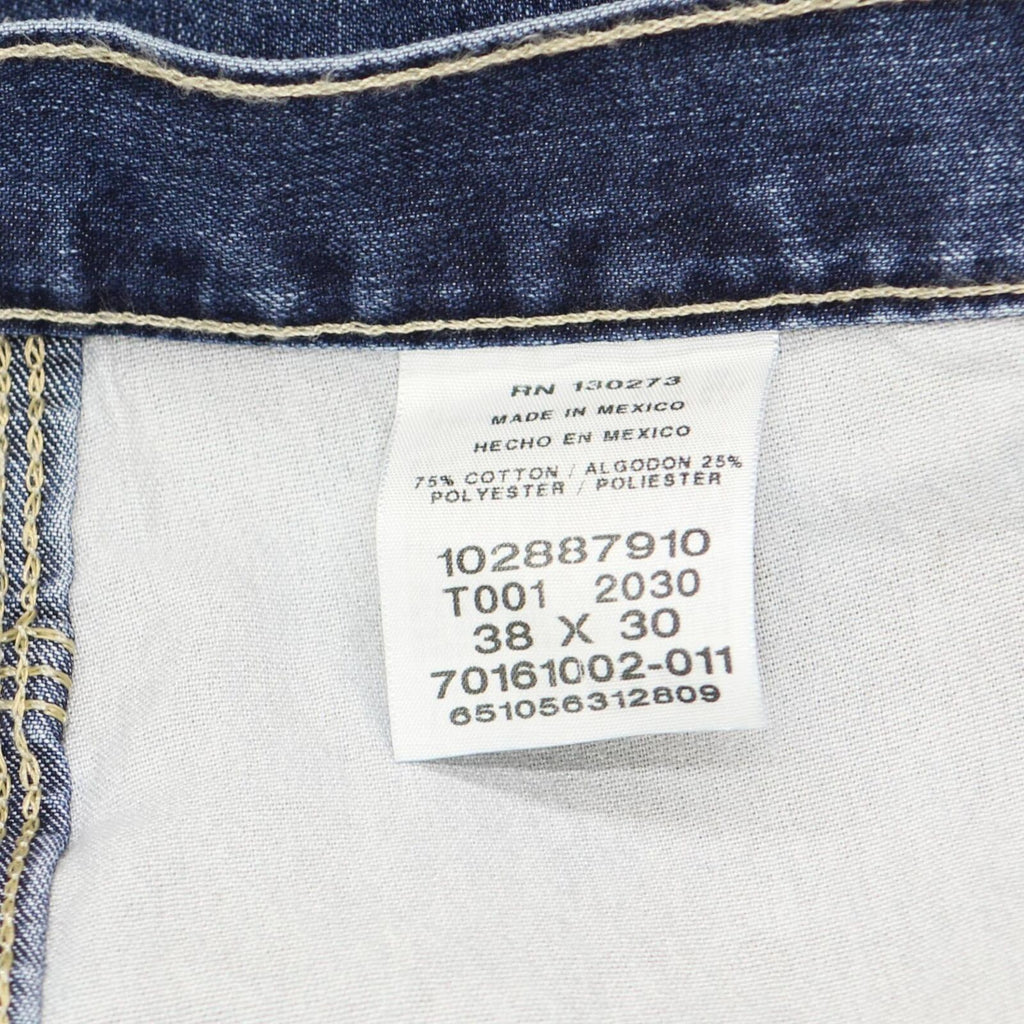 RN 130273
MADE IN MEXICO
HECHO EN MEXICO
75% COTTON / ALGODON 25%
POLYESTER / POLIESTER
102887910
T001 2030
38 X 30
70161002-011
651056312809